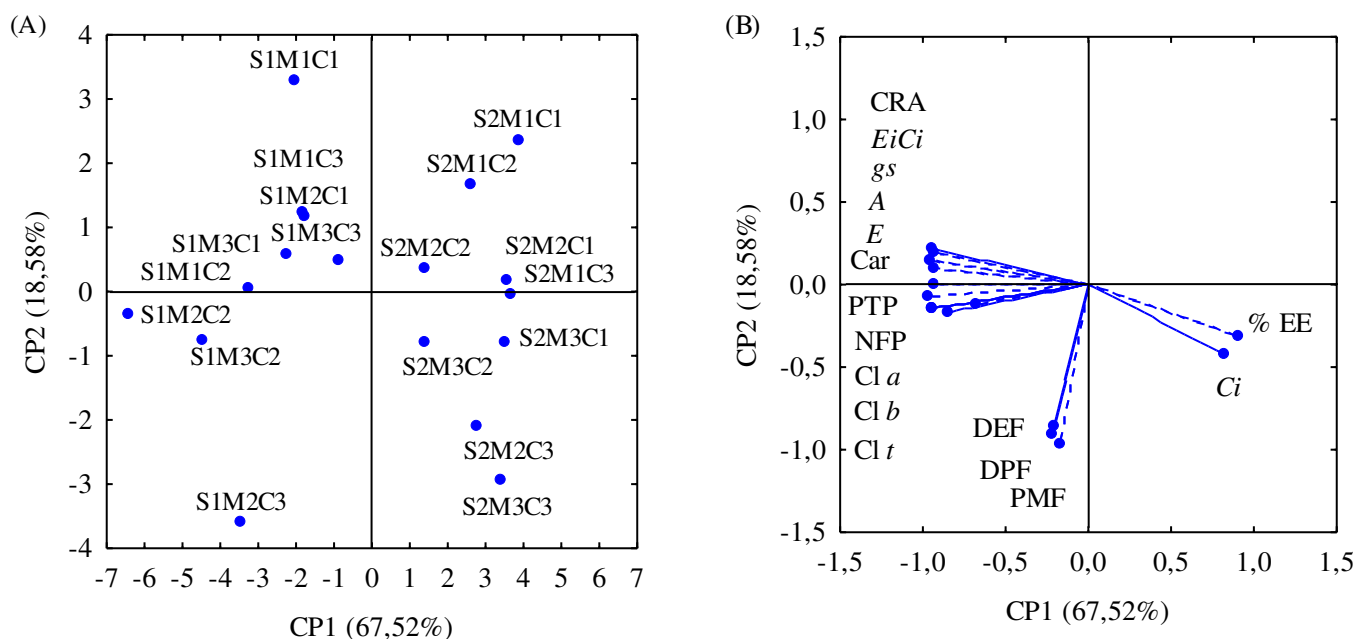 (A)
4
3
2
1
0
-1
-2
-3
-4
CP2 (18,58%)
S1M1C1
S2M1C1
S2M1C2
S1M1C3
S1M2C1
S1M3C1
S1M3C3
S2M2C2
S2M2C1
S1M1C2
S2M1C3
S1M2C2
S1M3C2
S2M3C1
S2M3C2
S2M2C3
S1M2C3
S2M3C3
-7 -6 -5 -4 -3 -2 -1 0 1 2 3 4 5 6 7
CP1 (67,52%)
(B)
1,5
1,0
0,5
0,0
-0,5
-1,0
-1,5
CP2 ((18,58%)
CRA
EiCi
gs
A
E
Car
PTP
NFP
Cl a
Cl b
Cl t
% EE
Ci
DEF
DPF
PMF
-1,5 -1,0 -0,5 0,0 0,5 1,0 1,5
CP1 (67,52%)